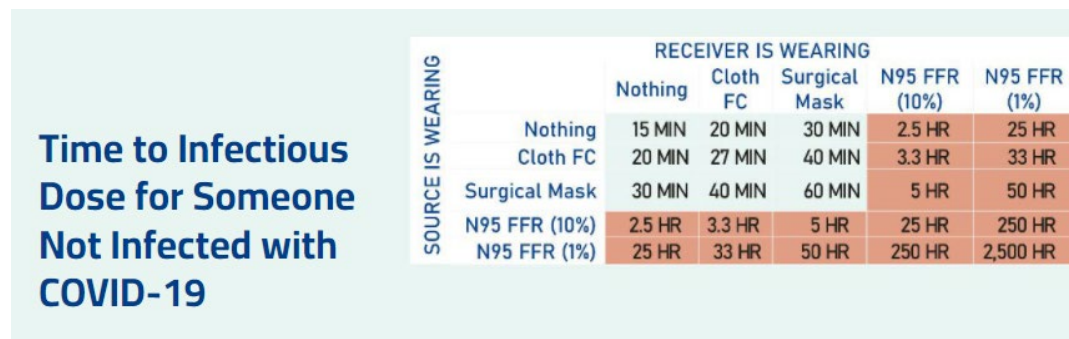 Time to Infectious
Dose for Someone
Not Infected with
COVID-19
RECEIVER IS WEARING
SOURCE IS WEARING
Nothing Cloth FC Surgical Mask N95 FFR (10%) N95 FFR (1%)
Nothing 15 MIN 20 MIN 30 MIN 2.5 HR 25 HR
Cloth FC 20 MIN 27 MIN 40 MIN 3.3 HR 33 HR
Surgical Mask 30 MIN 40 MIN 60 MIN 5 HR 50 HR
N95 FFR (10%) 2.5 HR 3.3 HR 5 HR 25 HR 250 HR
N95 FFR (1%) 25 HR 33 HR 50 HR 250 HR 2,500 HR